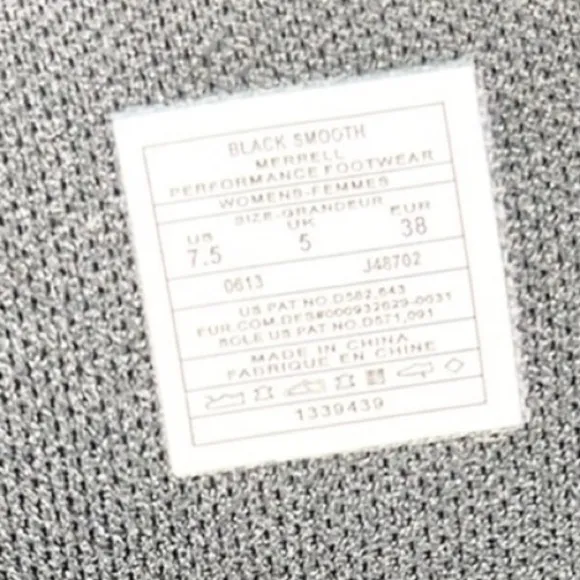 BLACK SMOOTH
MERRELL
PERFORMANCE FOOTWEAR
WOMENS-FEMMES
SIZE-GRANDEUR
US UK EUR
7.5 5 38
0613 J48702
US PAT NO.D582,643
EUR.COM.DES#000932629-0031
SOLE US PAT NO.D571,091
MADE IN CHINA
FABRIQUE EN CHINE
1339439